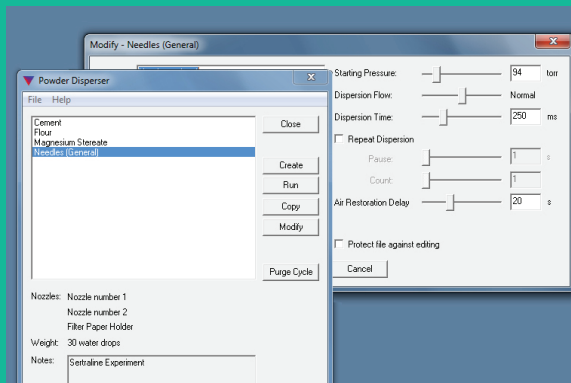 Modify - Needles (General)
Starting Pressure: 94 torr
Dispersion Flow: Normal
Dispersion Time: 250 ms
Repeat Dispersion
Pause: 1 s
Count: 1
Air Restoration Delay 20 s
Protect file against editing
Cancel
Powder Disperser
File Help
Cement
Flour
Magnesium Stereate
Needles (General)
Close
Create
Run
Copy
Modify
Purge Cycle
Nozzles: Nozzle number 1
Nozzle number 2
Filter Paper Holder
Weight: 30 water drops
Notes: Sertraline Experiment